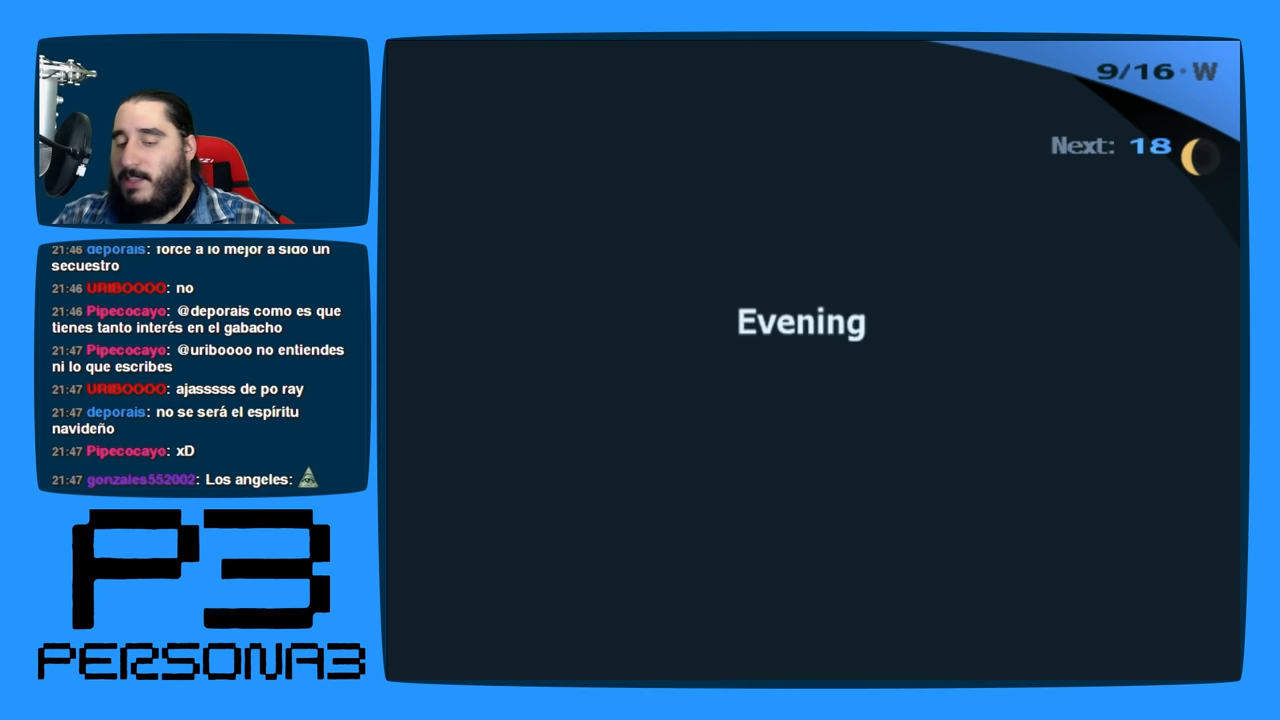 9/16·W
Next: 18
Evening
21:46 deporais: force a lo mejor a sido un
secuestro
21:46 URIBOOOO: no
21:46 Pipecocayo: @deporais como es que
tienes tanto interés en el gabacho
21:47 Pipecocayo: @uriboooo no entiendes
ni lo que escribes
21:47 URIBOOOO: ajasssss de po ray
21:47 deporais: no se será el espíritu
navideño
21:47 Pipecocayo: xD
21:47 gonzales552002: Los angeles:
P3
PERSONA3